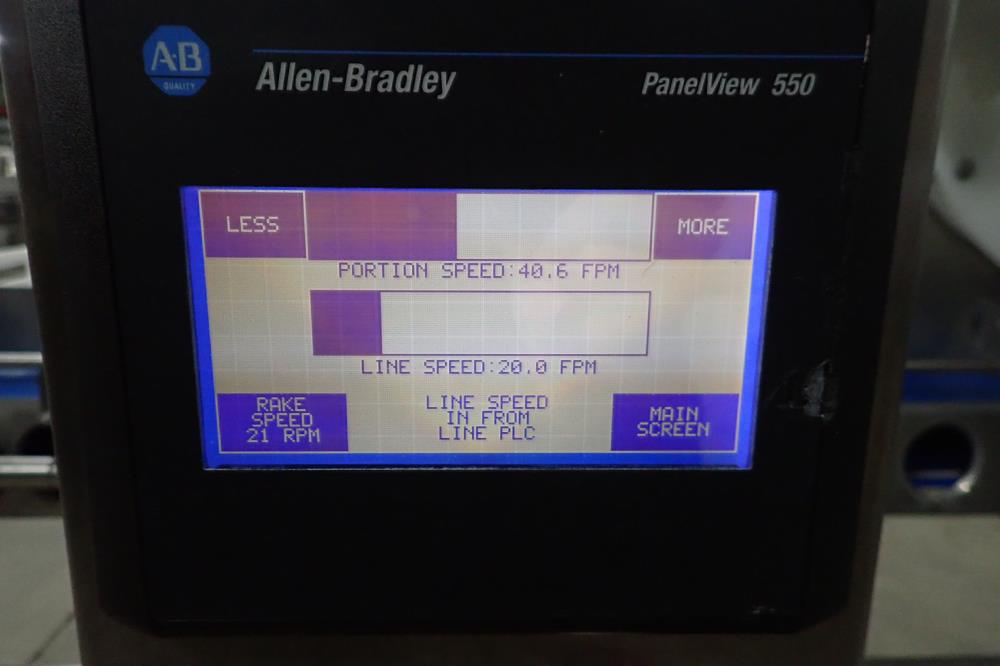 A·B
QUALITY
Allen-Bradley
PanelView 550
LESS
MORE
PORTION SPEED:40.6 FPM
LINE SPEED:20.0 FPM
RAKE
SPEED
21 RPM
LINE SPEED
IN FROM
LINE PLC
MAIN
SCREEN